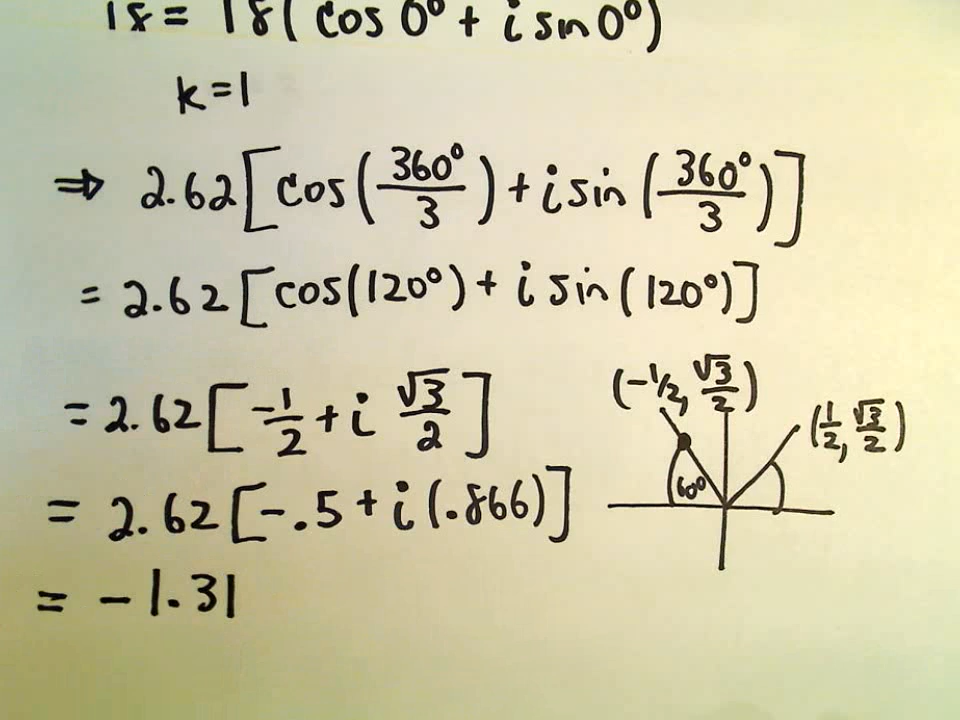 18 = 18(cos 0° + i sin 0°)
k = 1
⇒ 2.62[cos(360°/3) + i sin(360°/3)]
= 2.62[cos(120°) + i sin(120°)]
= 2.62[-1/2 + i √3/2]
= 2.62[-.5 + i(.866)]
= -1.31
(-1/2, √3/2)
(1/2, √3/2)
60°